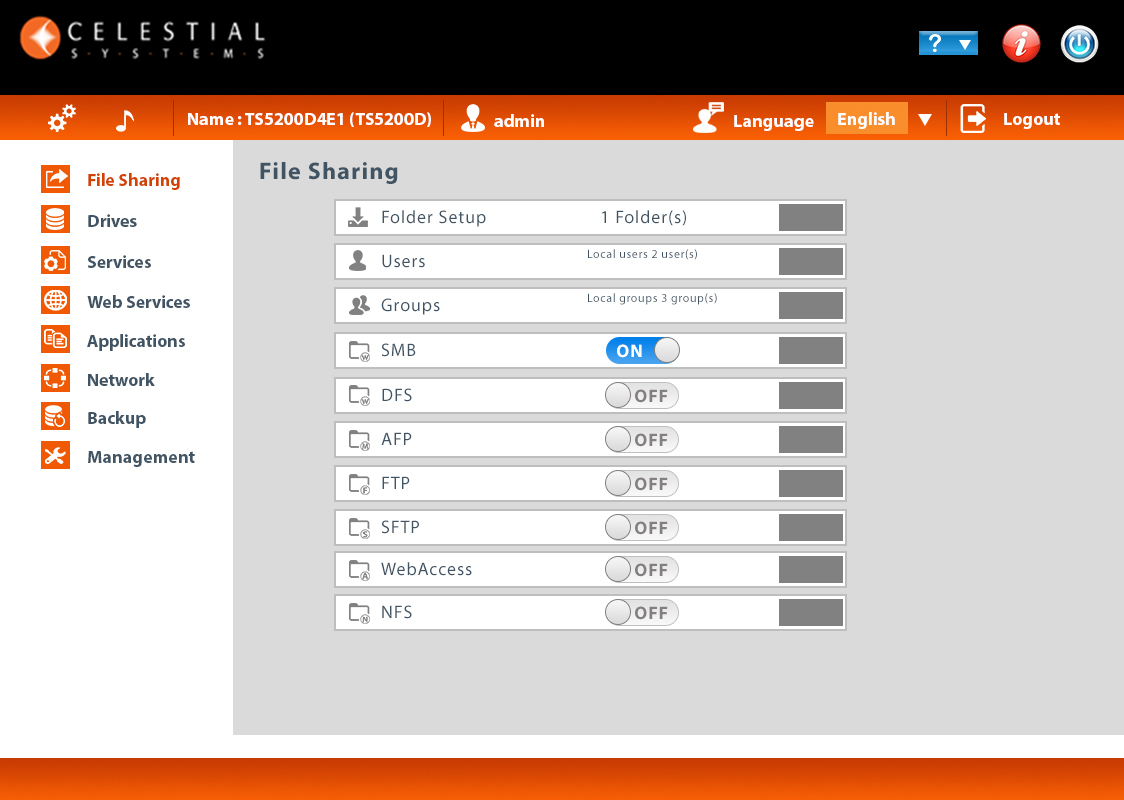 CELESTIAL
S·Y·S·T·E·M·S
? ▼
i
Name : TS5200D4E1 (TS5200D) admin Language English ▼ Logout
File Sharing
Drives
Services
Web Services
Applications
Network
Backup
Management
File Sharing
Folder Setup 1 Folder(s)
Users Local users 2 user(s)
Groups Local groups 3 group(s)
W SMB ON
W DFS OFF
M AFP OFF
F FTP OFF
S SFTP OFF
A WebAccess OFF
N NFS OFF